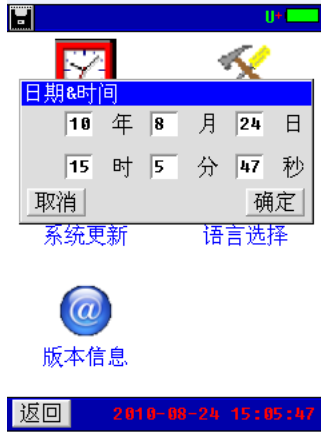 U+
日期&时间
10 年 8 月 24 日
15 时 5 分 47 秒
取消 确定
系统更新 语言选择
@
版本信息
返回 2010-08-24 15:05:47